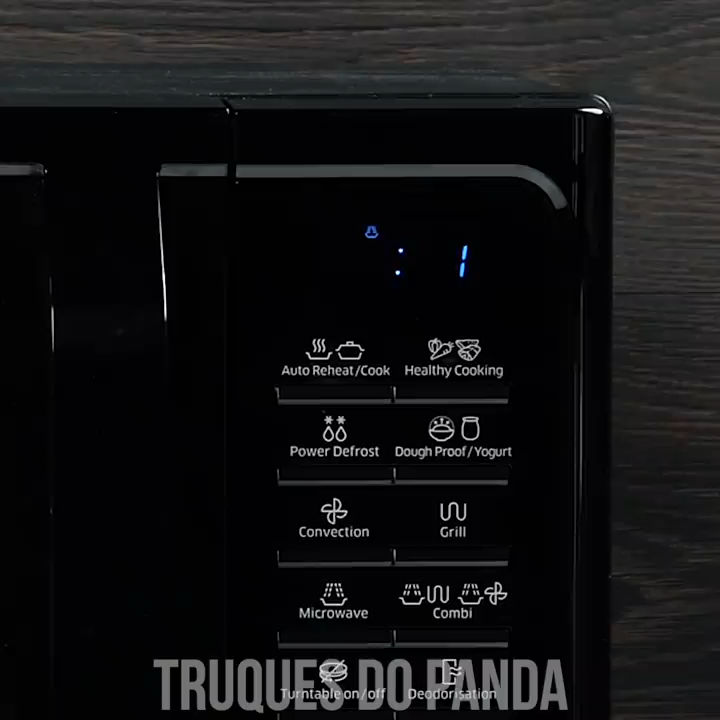 : 1
Auto Reheat/Cook Healthy Cooking
Power Defrost Dough Proof/Yogurt
Convection Grill
Microwave Combi
Turntable on/off Deodorisation
TRUQUES DO PANDA